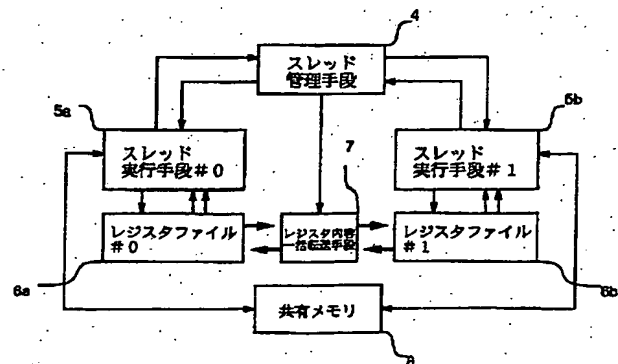 4
スレッド
管理手段
5a
5b
スレッド
実行手段#0
7
スレッド
実行手段#1
レジスタファイル
#0
レジスタ内容
一括転送手段
レジスタファイル
#1
6a
6b
共有メモリ
8